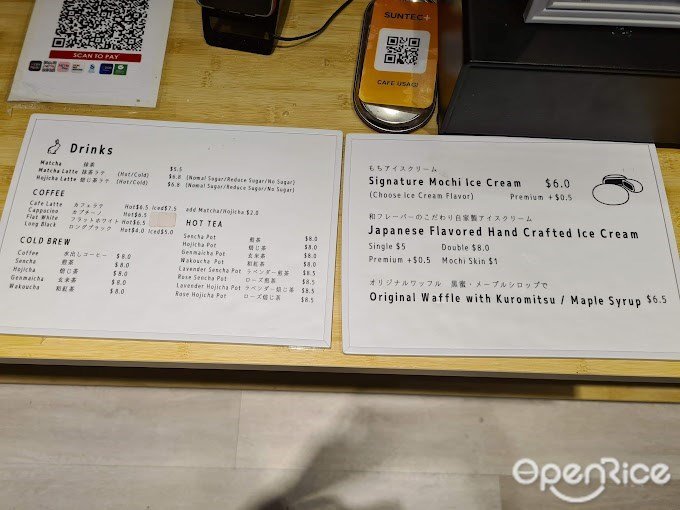 SCAN TO PAY
SUNTEC+
CAFE USAGI
Drinks
Matcha 抹茶 $5.5
Matcha Latte 抹茶ラテ (Hot/Cold) $6.8 (Nomal Sugar/Reduce Sugar/No Sugar)
Hojicha Latte 焙じ茶ラテ (Hot/Cold) $6.8 (Nomal Sugar/Reduce Sugar/No Sugar)
COFFEE
Cafe Latte カフェラテ Hot$6.5 Iced$7.5 add Matcha/Hojicha $2.0
Cappucino カプチーノ Hot$6.5
Flat White フラットホワイト Hot$6.5
Long Black ロングブラック Hot$4.0 Iced$5.0
COLD BREW
Coffee 水出しコーヒー $8.0
Sencha 煎茶 $8.0
Hojicha 焙じ茶 $8.0
Genmaicha 玄米茶 $8.0
Wakoucha 和紅茶 $8.0
HOT TEA
Sencha Pot 煎茶 $8.0
Hojicha Pot 焙じ茶 $8.0
Genmaicha Pot 玄米茶 $8.0
Wakoucha Pot 和紅茶 $8.0
Lavender Sencha Pot ラベンダー煎茶 $8.5
Rose Sencha Pot ローズ煎茶 $8.5
Lavender Hojicha Pot ラベンダー焙じ茶 $8.5
Rose Hojicha Pot ローズ焙じ茶 $8.5
もちアイスクリーム
Signature Mochi Ice Cream $6.0
(Choose Ice Cream Flavor) Premium +$0.5
和フレーバーのこだわり自家製アイスクリーム
Japanese Flavored Hand Crafted Ice Cream
Single $5 Double $8.0
Premium +$0.5 Mochi Skin $1
オリジナルワッフル 黒蜜・メープルシロップで
Original Waffle with Kuromitsu / Maple Syrup $6.5
OpenRice